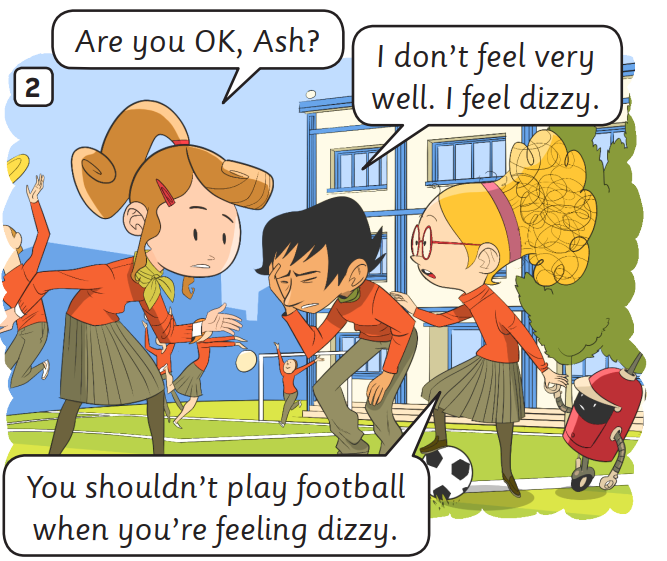 Are you OK, Ash?
I don't feel very
well. I feel dizzy.
2
You shouldn't play football
when you're feeling dizzy.